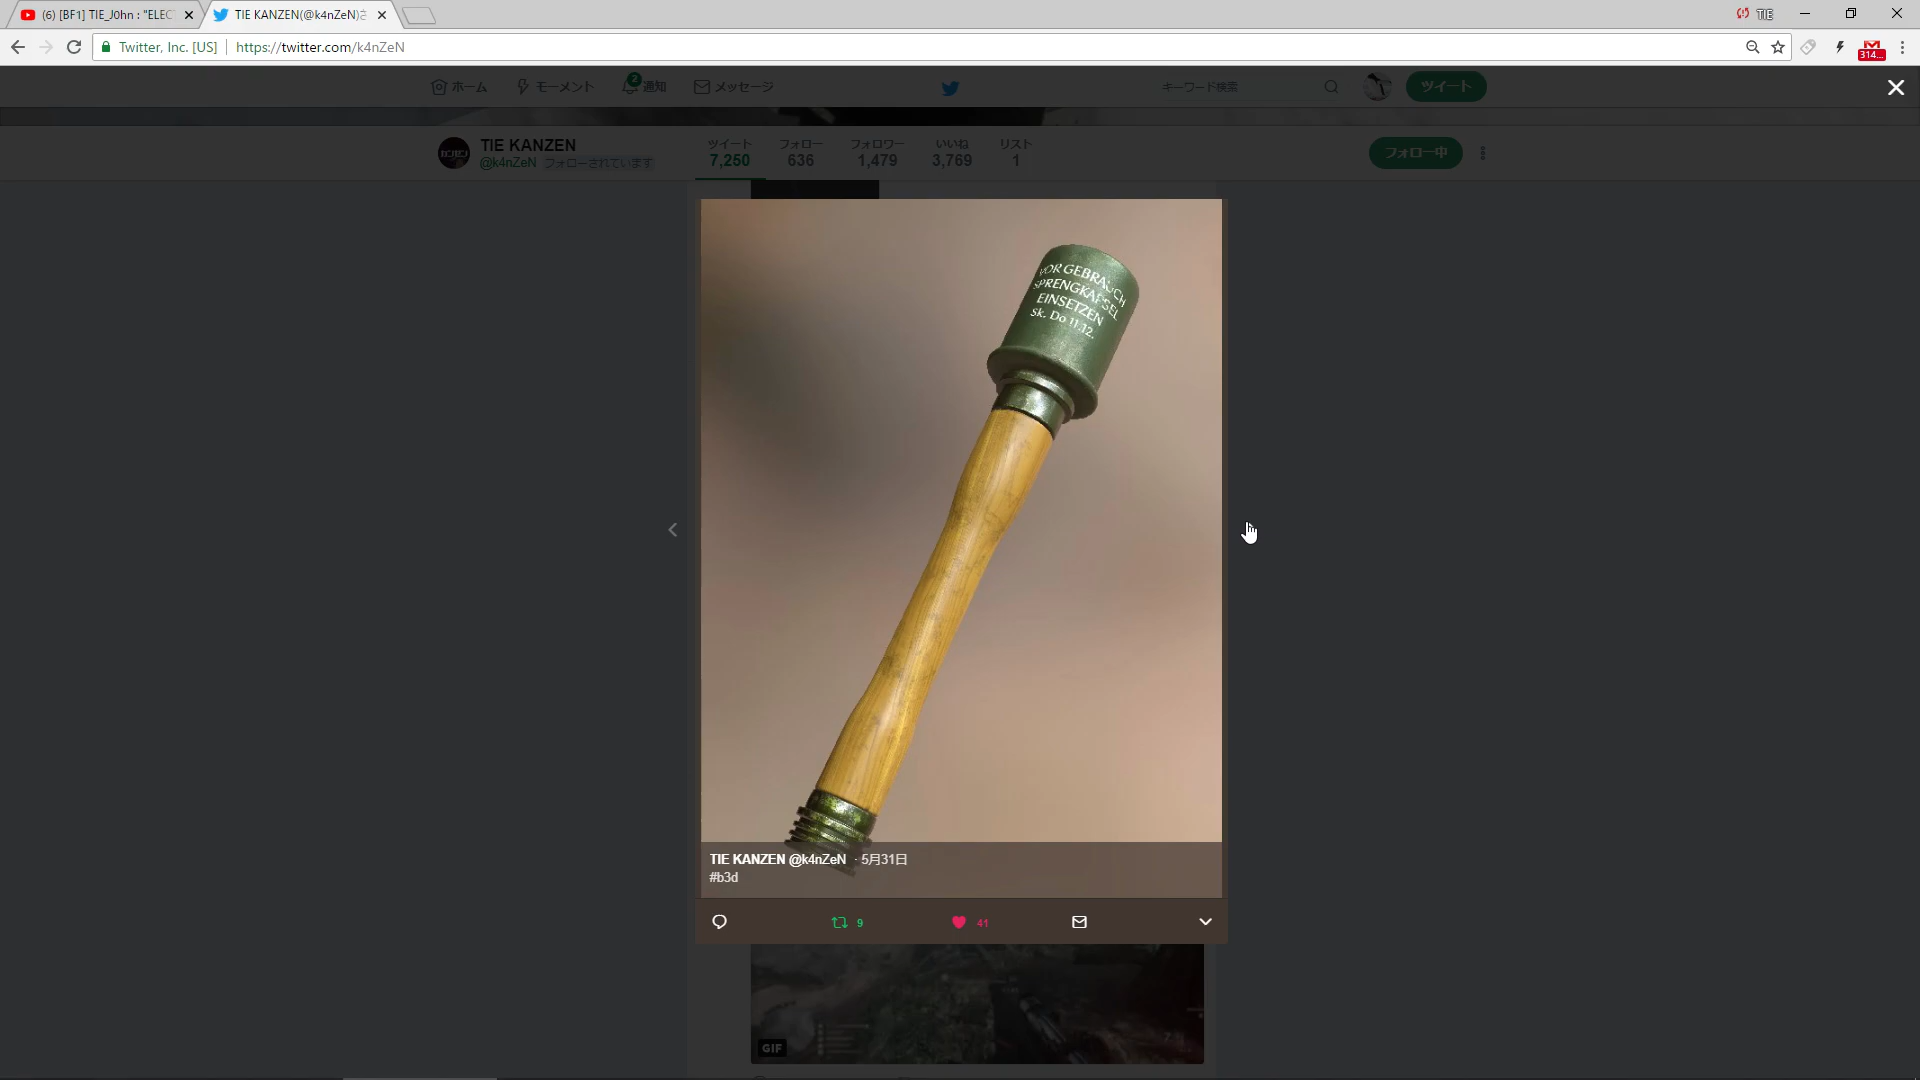 (6) [BF1] TIE_J0hn : "ELEC
TIE KANZEN(@k4nZeN)さ
TIE
Twitter, Inc. [US]
https://twitter.com/k4nZeN
314...
ホーム
モーメント
2
通知
メッセージ
キーワード検索
ツイート
TIE KANZEN
@k4nZeN フォローされています
ツイート
7,250
フォロー
636
フォロワー
1,479
いいね
3,769
リスト
1
フォロー中
VOR GEBRAUCH
SPRENGKAPSEL
EINSETZEN
Sk. Do 11.12.
TIE KANZEN @k4nZeN · 5月31日
#b3d
9
41
GIF